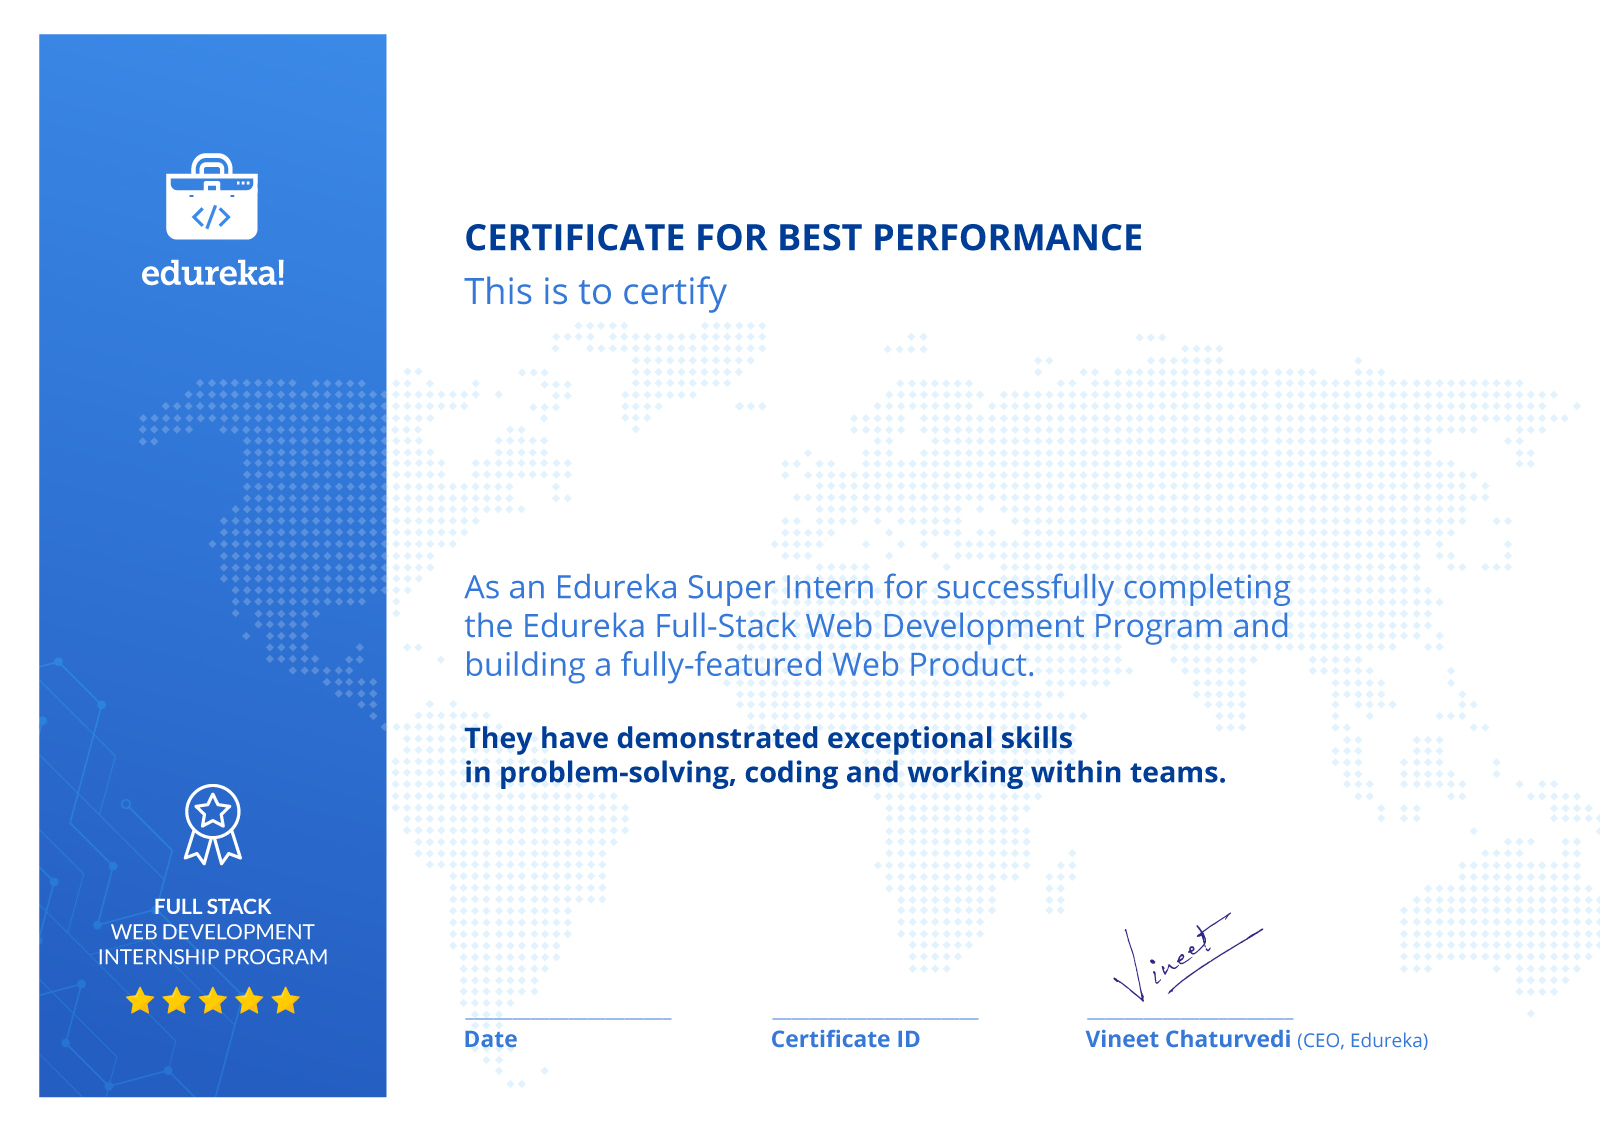 edureka!
CERTIFICATE FOR BEST PERFORMANCE
This is to certify
As an Edureka Super Intern for successfully completing
the Edureka Full-Stack Web Development Program and
building a fully-featured Web Product.
They have demonstrated exceptional skills
in problem-solving, coding and working within teams.
FULL STACK
WEB DEVELOPMENT
INTERNSHIP PROGRAM
Vineet
Date
Certificate ID
Vineet Chaturvedi (CEO, Edureka)